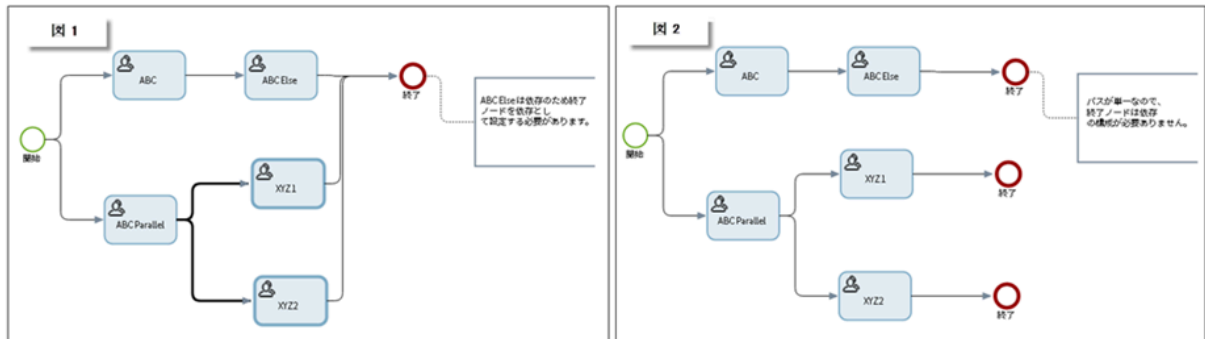 図 1
ABC
ABC Else
終了
ABC Elseは依存のため終了
ノードを依存とし
て設定する必要があります。
開始
XYZ1
ABC Parallel
XYZ2
図 2
ABC
ABC Else
終了
パスが単一なので、
終了ノードは依存
の構成が必要ありません。
開始
XYZ1
終了
ABC Parallel
XYZ2
終了